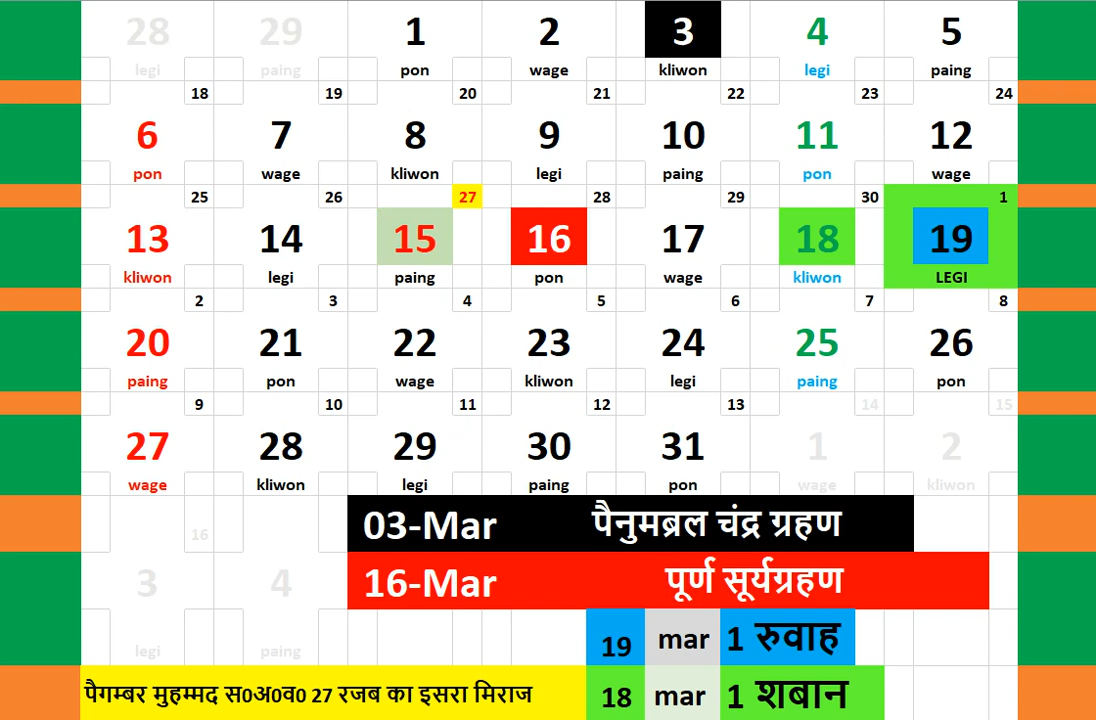 28 29 1 2 3 4 5
legi paing pon wage kliwon legi paing
18 19 20 21 22 23 24
6 7 8 9 10 11 12
pon wage kliwon legi paing pon wage
25 26 27 28 29 30 1
13 14 15 16 17 18 19
kliwon legi paing pon wage kliwon LEGI
2 3 4 5 6 7 8
20 21 22 23 24 25 26
paing pon wage kliwon legi paing pon
9 10 11 12 13 14 15
27 28 29 30 31 1 2
wage kliwon legi paing pon wage kliwon
03-Mar पैनुमब्रल चंद्र ग्रहण
16
16-Mar पूर्ण सूर्यग्रहण
3 4
19 mar 1 रुवाह
legi paing
पैगम्बर मुहम्मद स0अ0व0 27 रजब का इसरा मिराज 18 mar 1 शबान